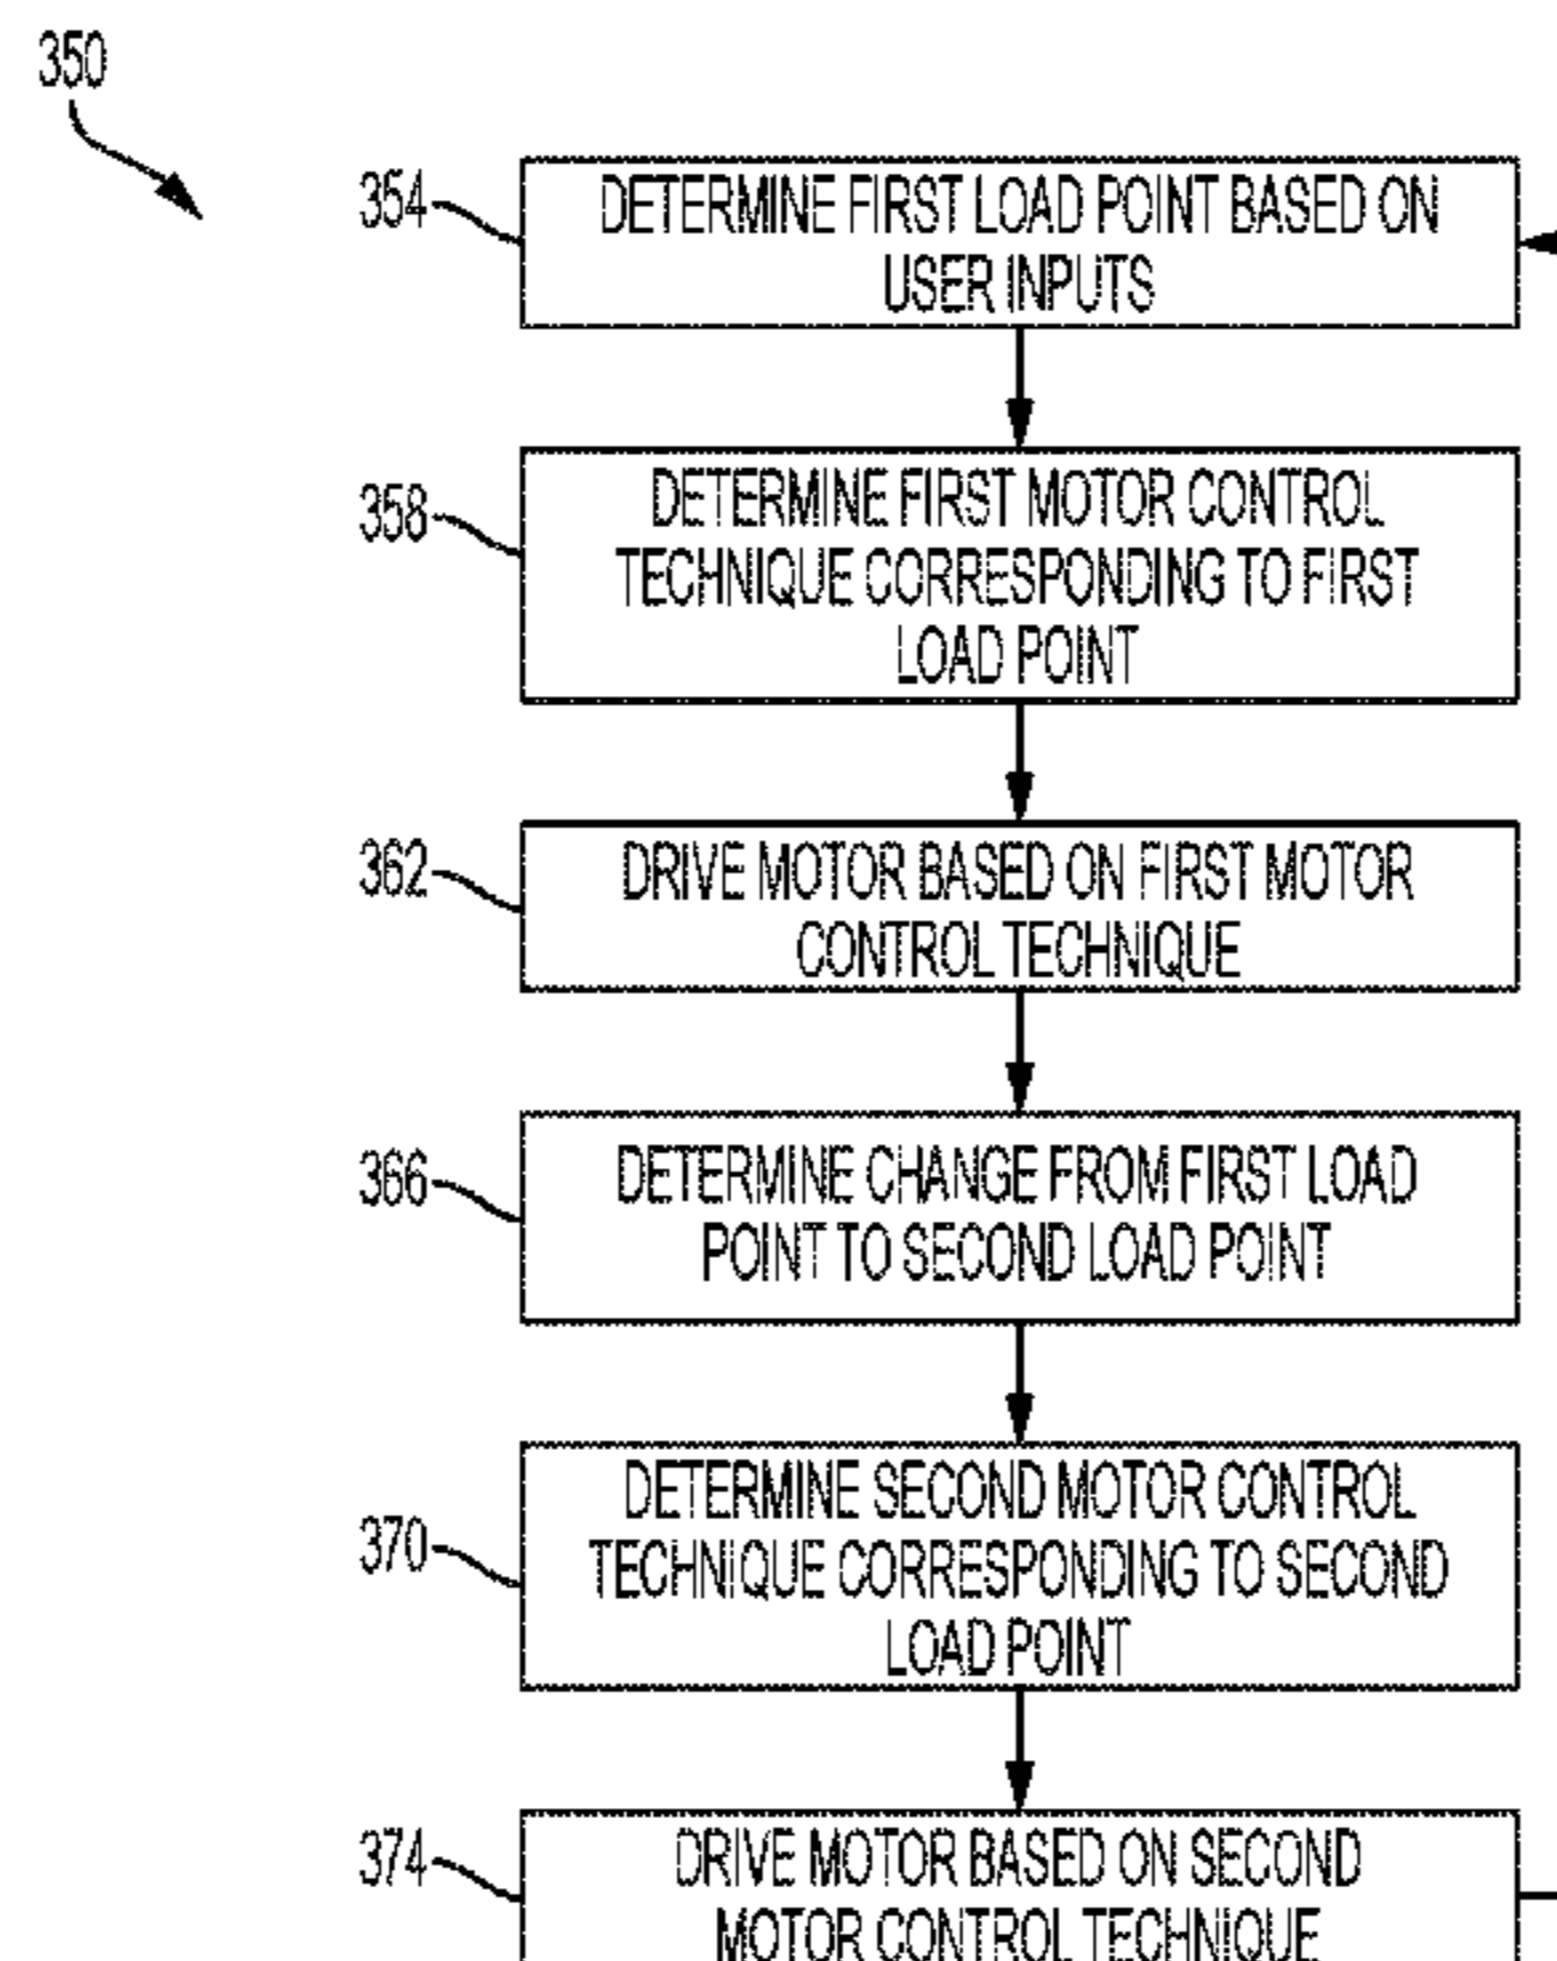 350
354
DETERMINE FIRST LOAD POINT BASED ON
USER INPUTS
358
DETERMINE FIRST MOTOR CONTROL
TECHNIQUE CORRESPONDING TO FIRST
LOAD POINT
362
DRIVE MOTOR BASED ON FIRST MOTOR
CONTROL TECHNIQUE
366
DETERMINE CHANGE FROM FIRST LOAD
POINT TO SECOND LOAD POINT
370
DETERMINE SECOND MOTOR CONTROL
TECHNIQUE CORRESPONDING TO SECOND
LOAD POINT
374
DRIVE MOTOR BASED ON SECOND
MOTOR CONTROL TECHNIQUE